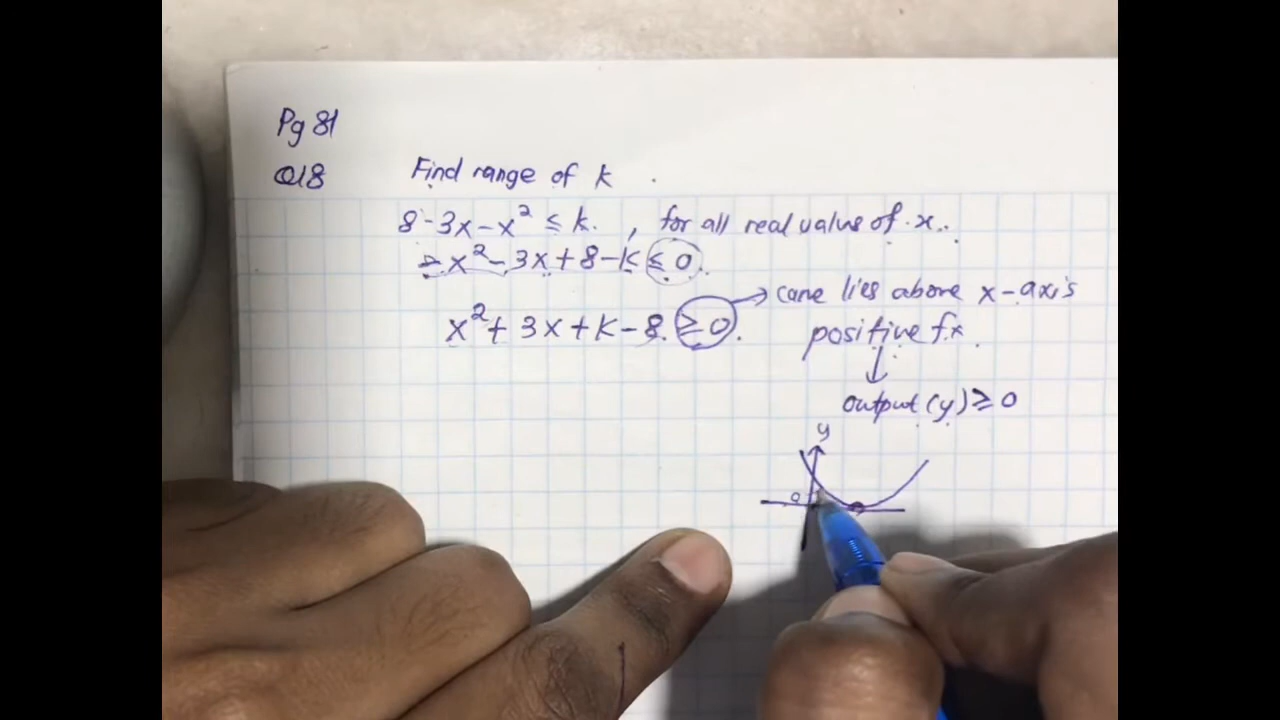 Pg 81
Q18 Find range of k.
8-3x-x² ≤ k. , for all real value of x.
-x²-3x+8-k ≤ 0.
x²+3x+k-8 ≥ 0. → lies above x-axis
positive fx.
↓
output (y) ≥ 0
y
0